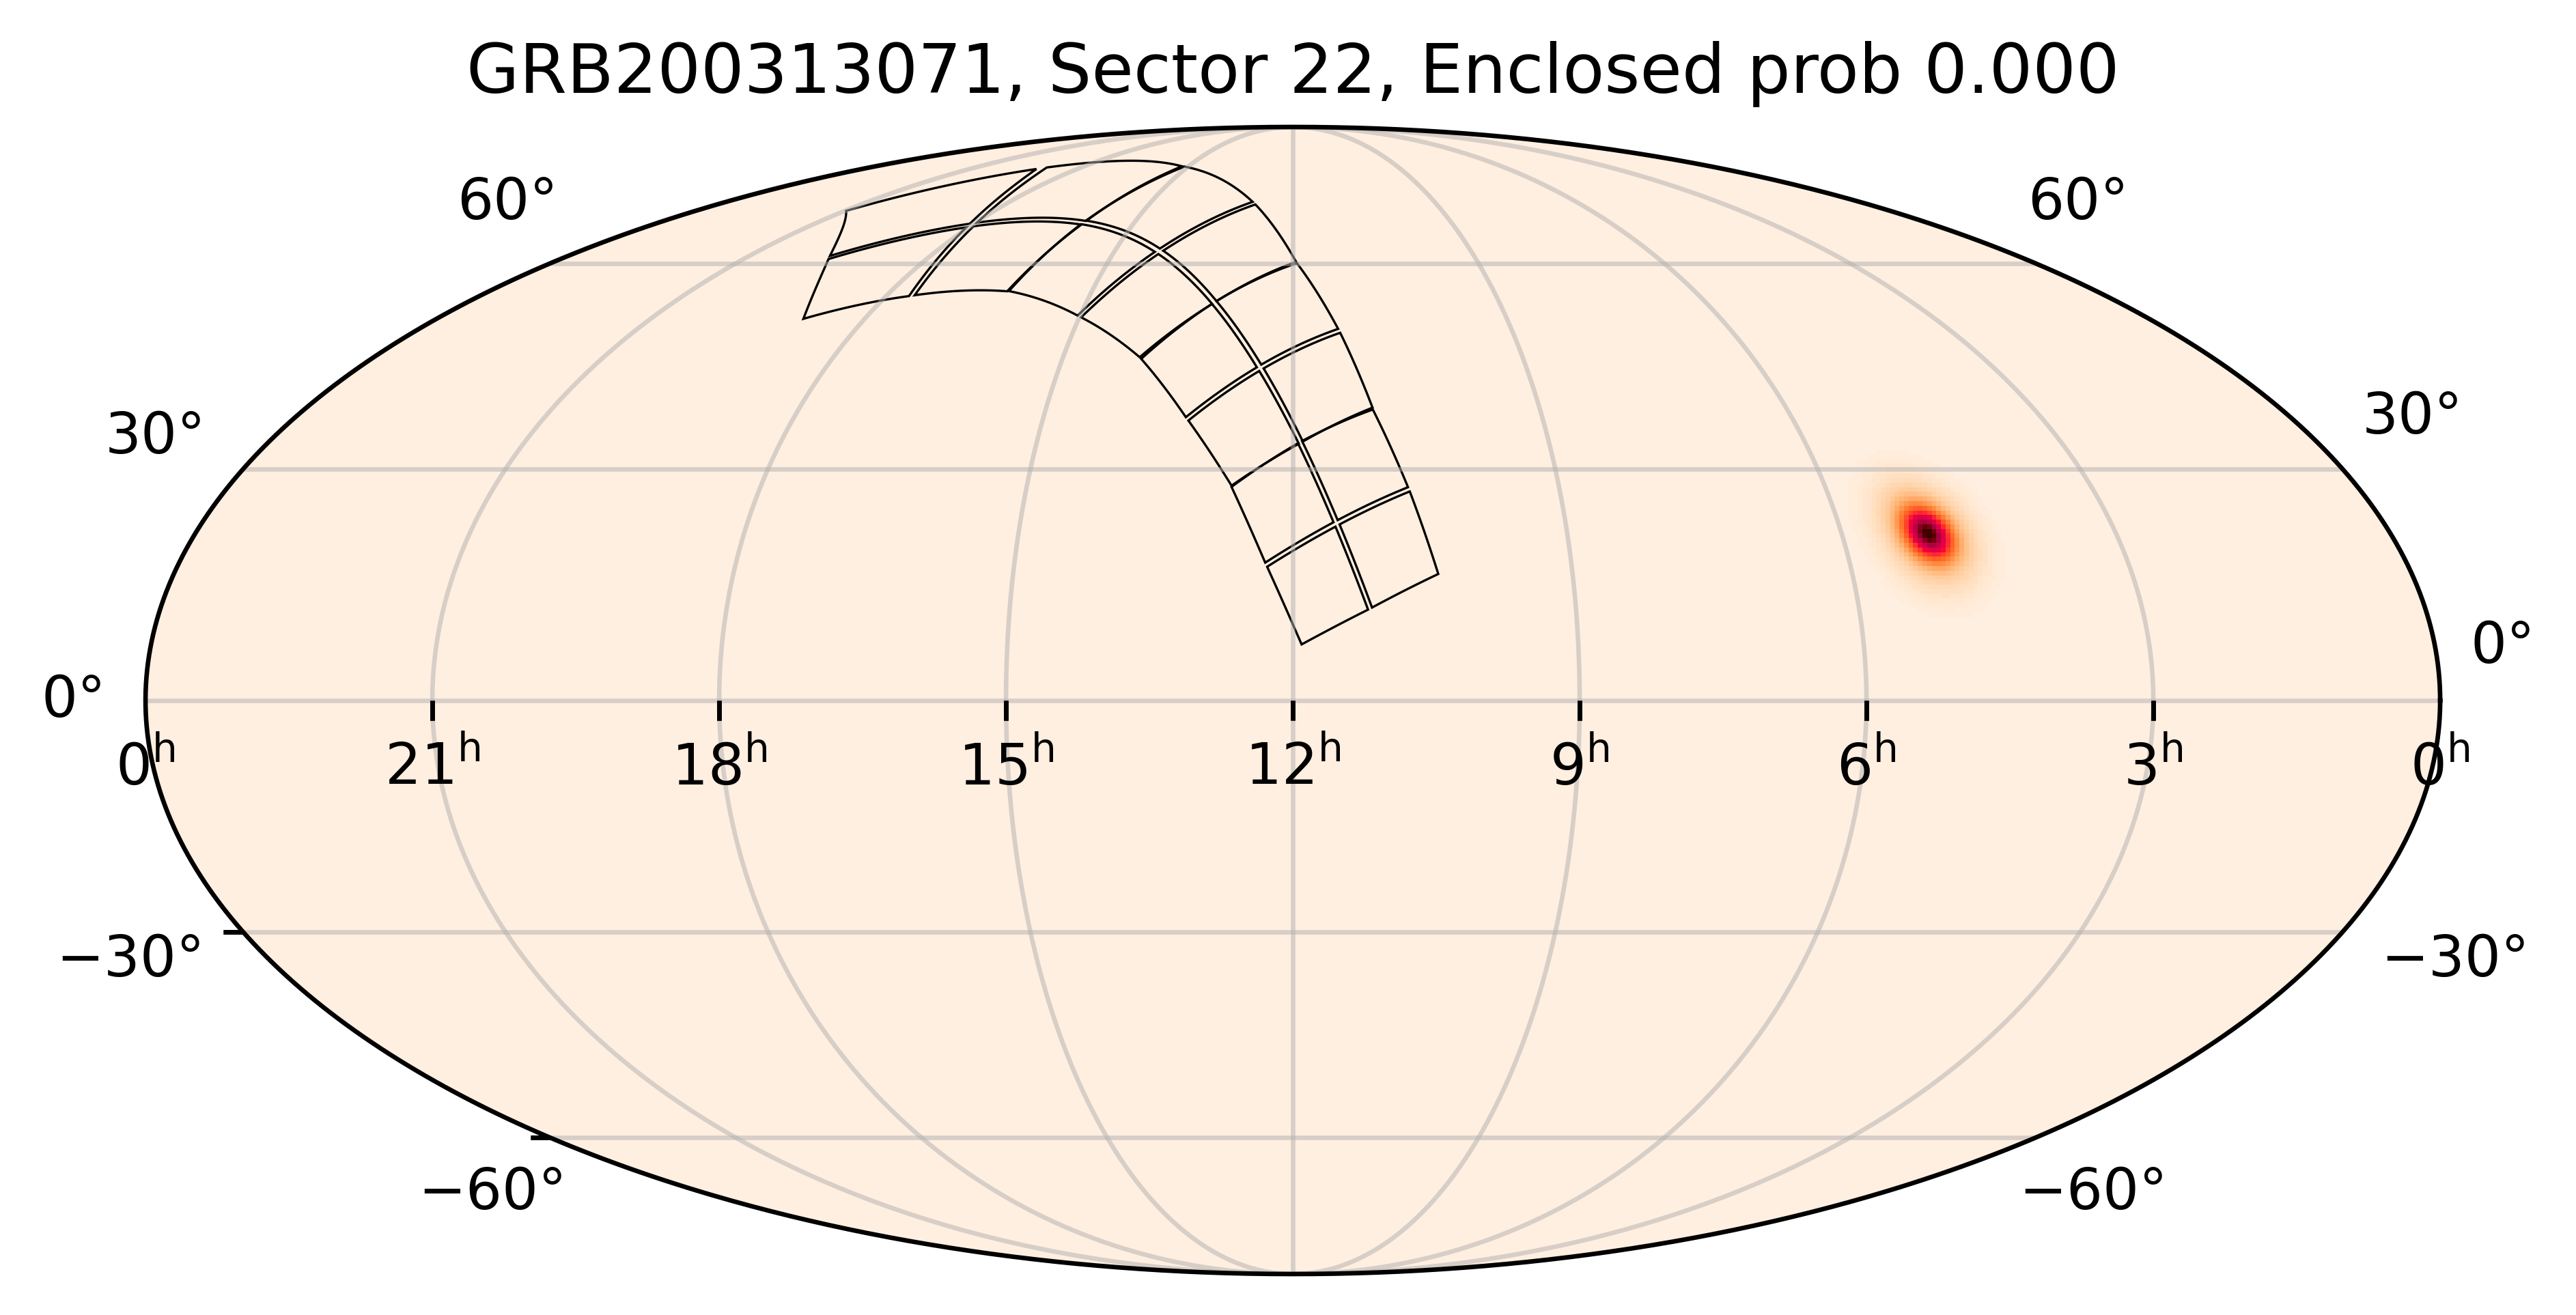 GRB200313071, Sector 22, Enclosed prob 0.000
60° 60°
30° 30°
0° 0°
0ʰ 21ʰ 18ʰ 15ʰ 12ʰ 9ʰ 6ʰ 3ʰ 0ʰ
−30° −30°
−60° −60°